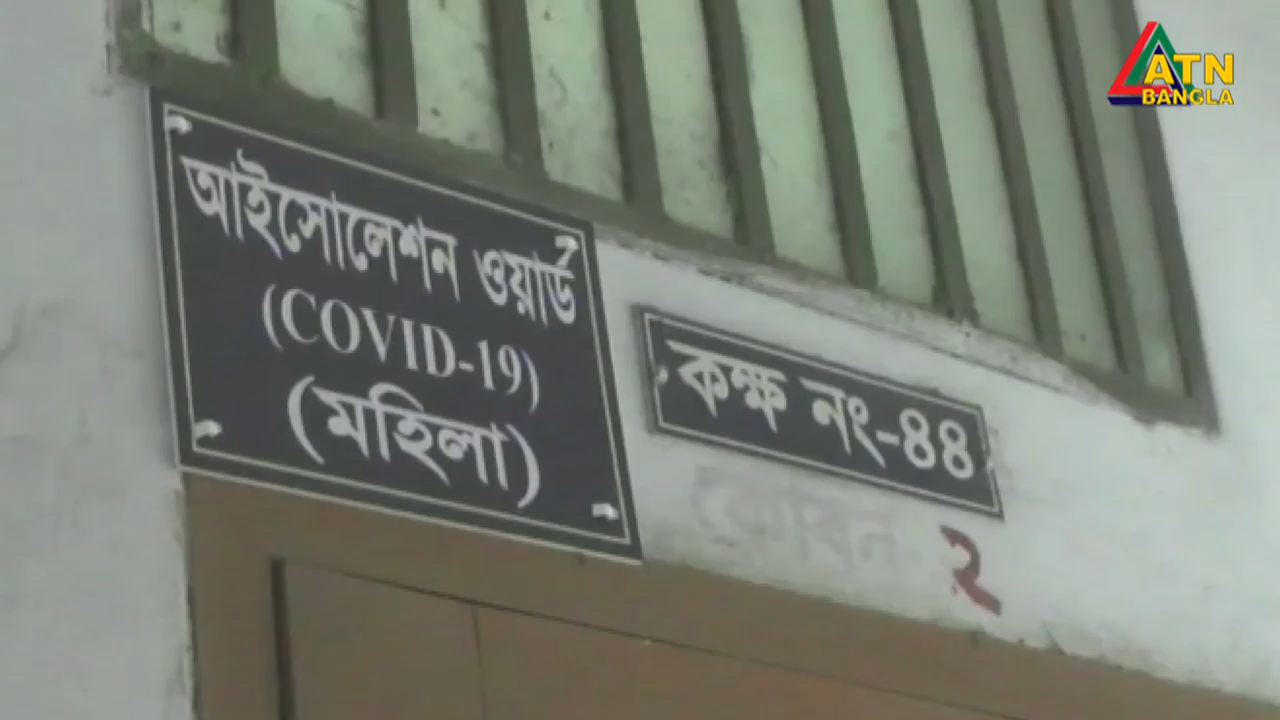 ATN
BANGLA
আইসোলেশন ওয়ার্ড
(COVID-19)
(মহিলা)
কক্ষ নং-৪৪
কেবিন ২